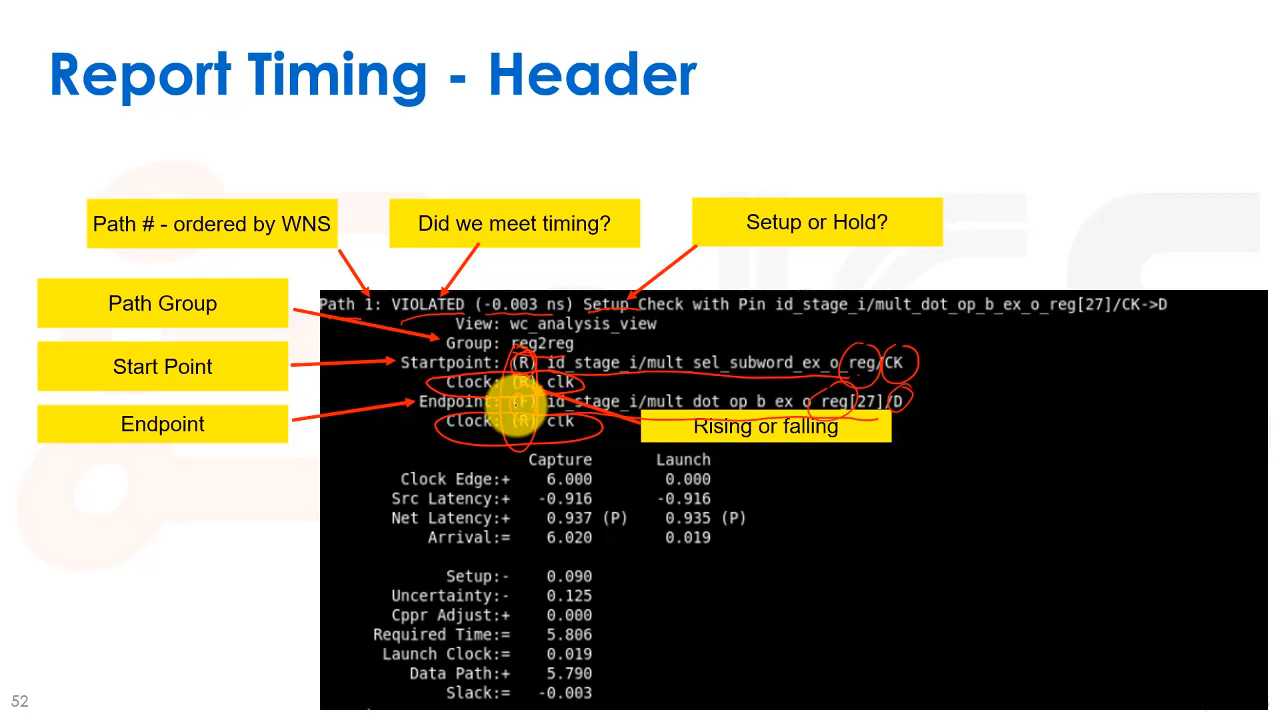 Report Timing - Header
Path # - ordered by WNS
Did we meet timing?
Setup or Hold?
Path Group
Start Point
Endpoint
Rising or falling
Path 1: VIOLATED (-0.003 ns) Setup Check with Pin id_stage_i/mult_dot_op_b_ex_o_reg[27]/CK->D
View: wc_analysis_view
Group: reg2reg
Startpoint: (R) id_stage_i/mult_sel_subword_ex_o_reg/CK
Clock: (R) clk
Endpoint: (F) id_stage_i/mult_dot_op_b_ex_o_reg[27]/D
Clock: (R) clk
Capture Launch
Clock Edge:+ 6.000 0.000
Src Latency:+ -0.916 -0.916
Net Latency:+ 0.937 (P) 0.935 (P)
Arrival:= 6.020 0.019
Setup:- 0.090
Uncertainty:- 0.125
Cppr Adjust:+ 0.000
Required Time:= 5.806
Launch Clock:= 0.019
Data Path:+ 5.790
Slack:= -0.003
52